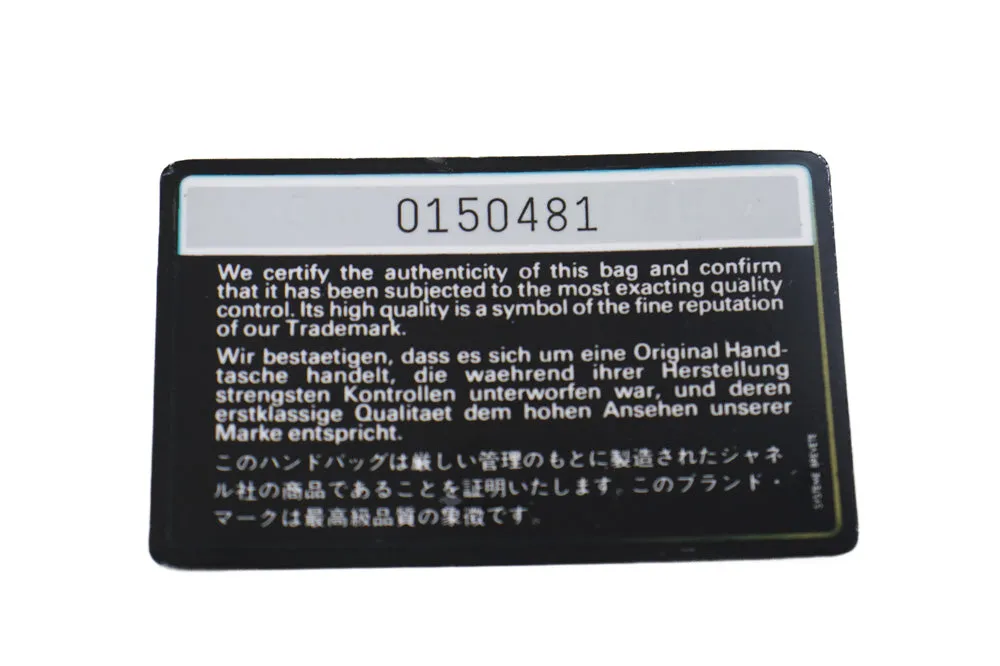 0150481
We certify the authenticity of this bag and confirm
that it has been subjected to the most exacting quality
control. Its high quality is a symbol of the fine reputation
of our Trademark.
Wir bestaetigen, dass es sich um eine Original Hand-
tasche handelt, die waehrend ihrer Herstellung
strengsten Kontrollen unterworfen war, und deren
erstklassige Qualitaet dem hohen Ansehen unserer
Marke entspricht.
このハンドバッグは厳しい管理のもとに製造されたシャネ
ル社の商品であることを証明いたします。このブランド・
マークは最高級品質の象徴です。